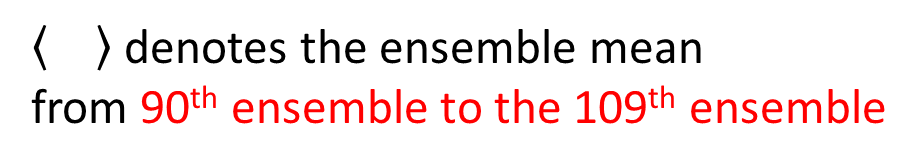 ⟨ ⟩ denotes the ensemble mean
from 90th ensemble to the 109th ensemble